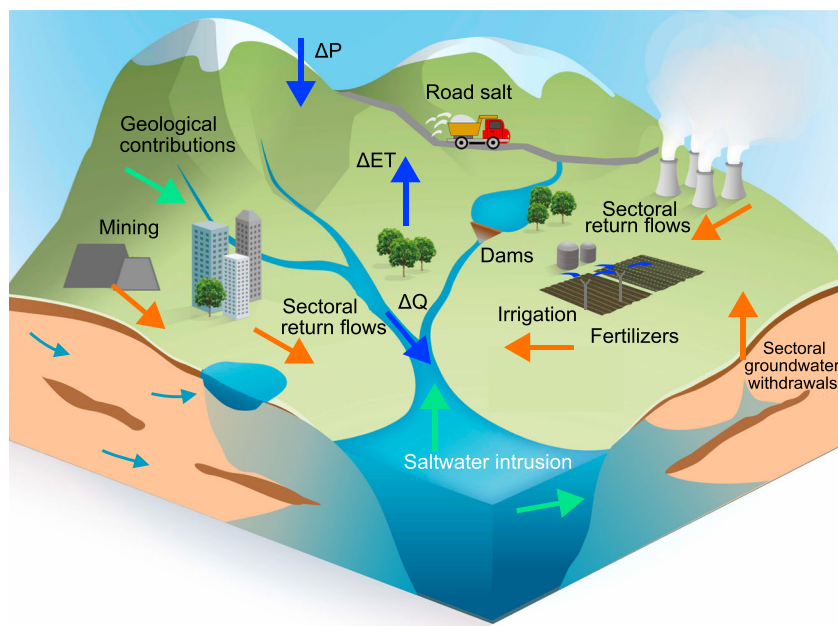 ΔP
Road salt
Geological
contributions
ΔET
Mining
Sectoral
return flows
Dams
ΔQ
Sectoral
return flows
Irrigation
Fertilizers
Sectoral
groundwater
withdrawals
Saltwater intrusion